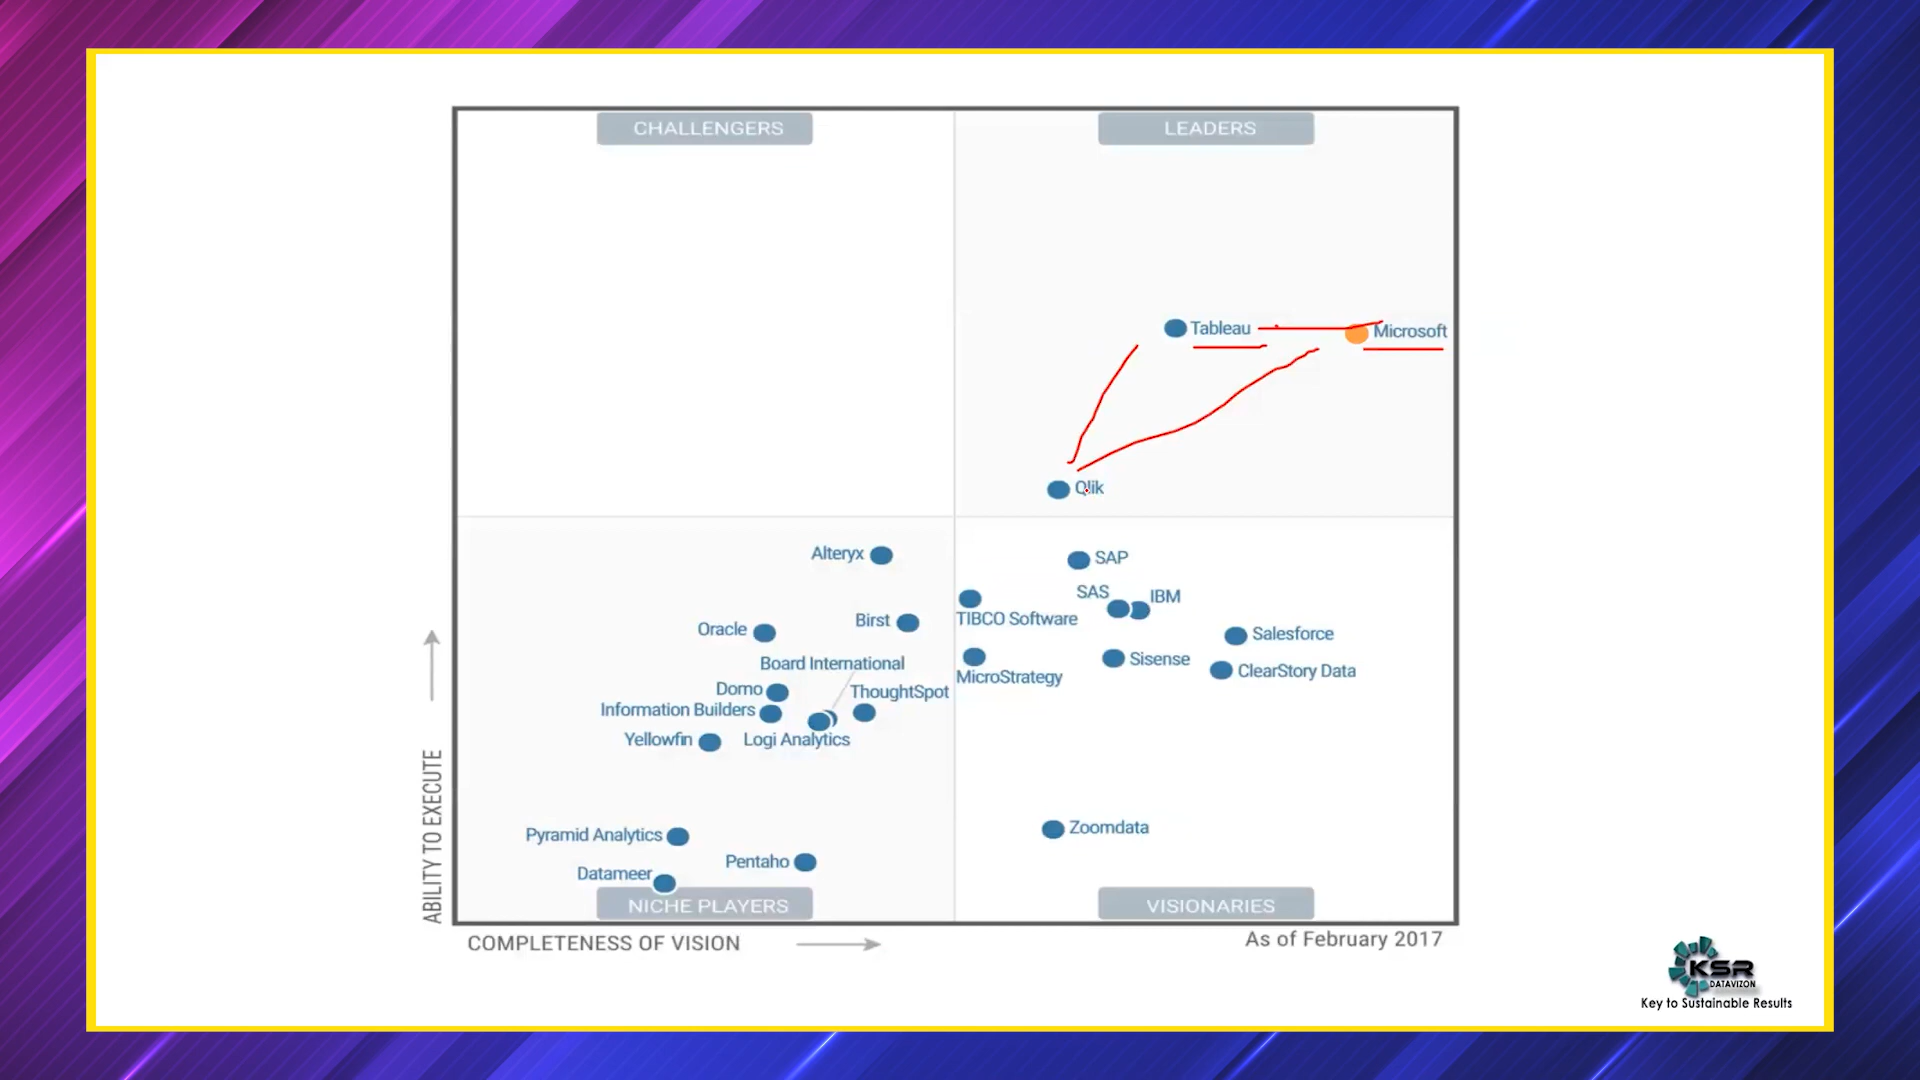 CHALLENGERS
LEADERS
Tableau
Microsoft
Qlik
Alteryx
SAP
SAS
IBM
TIBCO Software
Birst
Oracle
Salesforce
Board International
Sisense
ClearStory Data
MicroStrategy
Domo
ThoughtSpot
Information Builders
Yellowfin
Logi Analytics
Pyramid Analytics
Zoomdata
Pentaho
Datameer
NICHE PLAYERS
VISIONARIES
ABILITY TO EXECUTE
COMPLETENESS OF VISION
As of February 2017
KSR
DATAVIZON
Key to Sustainable Results